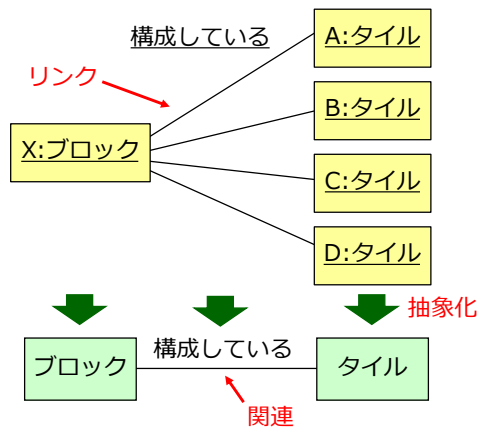 構成している
A:タイル
リンク
B:タイル
X:ブロック
C:タイル
D:タイル
抽象化
ブロック
構成している
タイル
関連